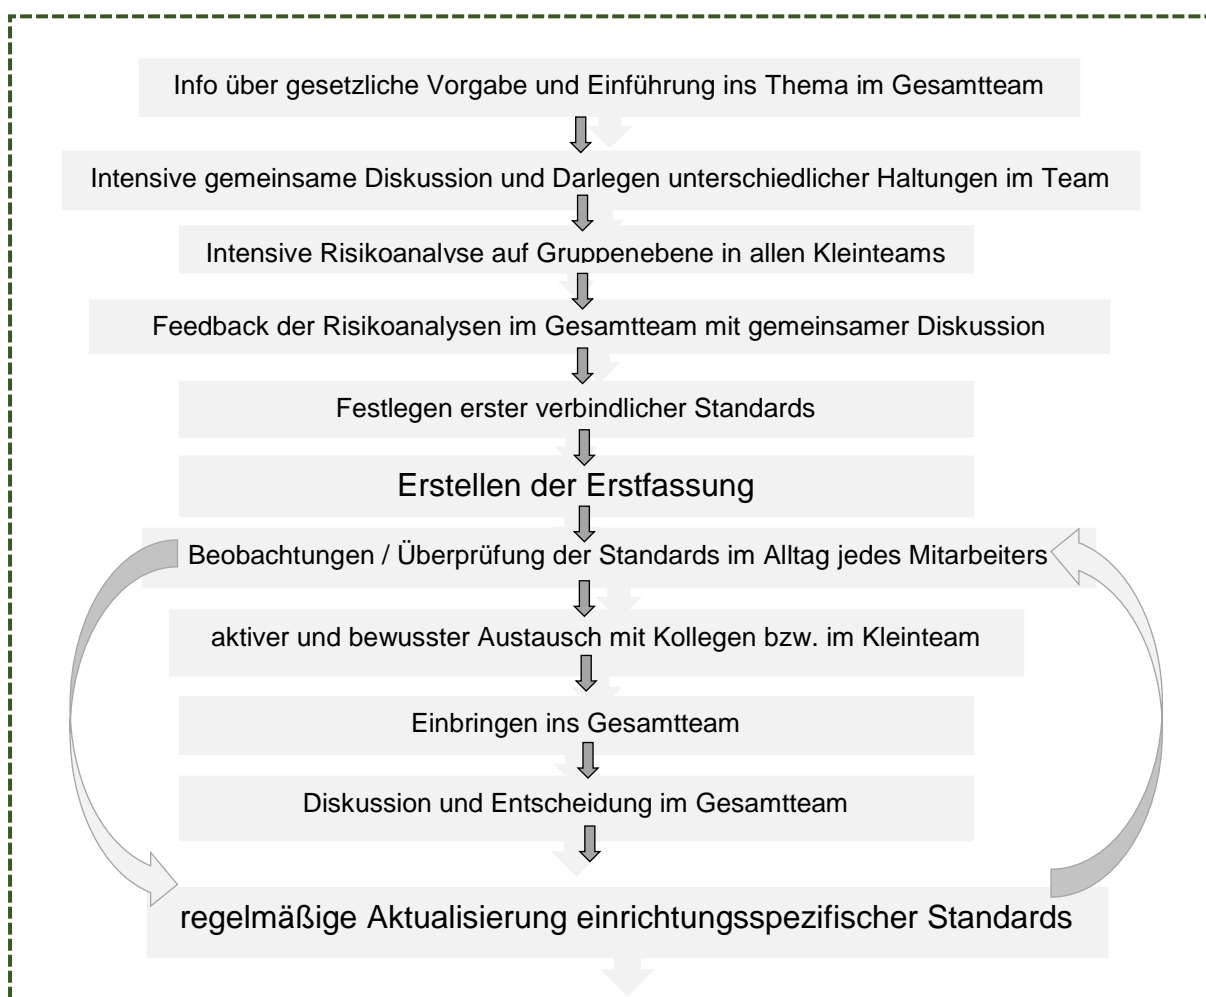 Info über gesetzliche Vorgabe und Einführung ins Thema im Gesamtteam
Intensive gemeinsame Diskussion und Darlegen unterschiedlicher Haltungen im Team
Intensive Risikoanalyse auf Gruppenebene in allen Kleinteams
Feedback der Risikoanalysen im Gesamtteam mit gemeinsamer Diskussion
Festlegen erster verbindlicher Standards
Erstellen der Erstfassung
Beobachtungen / Überprüfung der Standards im Alltag jedes Mitarbeiters
aktiver und bewusster Austausch mit Kollegen bzw. im Kleinteam
Einbringen ins Gesamtteam
Diskussion und Entscheidung im Gesamtteam
regelmäßige Aktualisierung einrichtungsspezifischer Standards